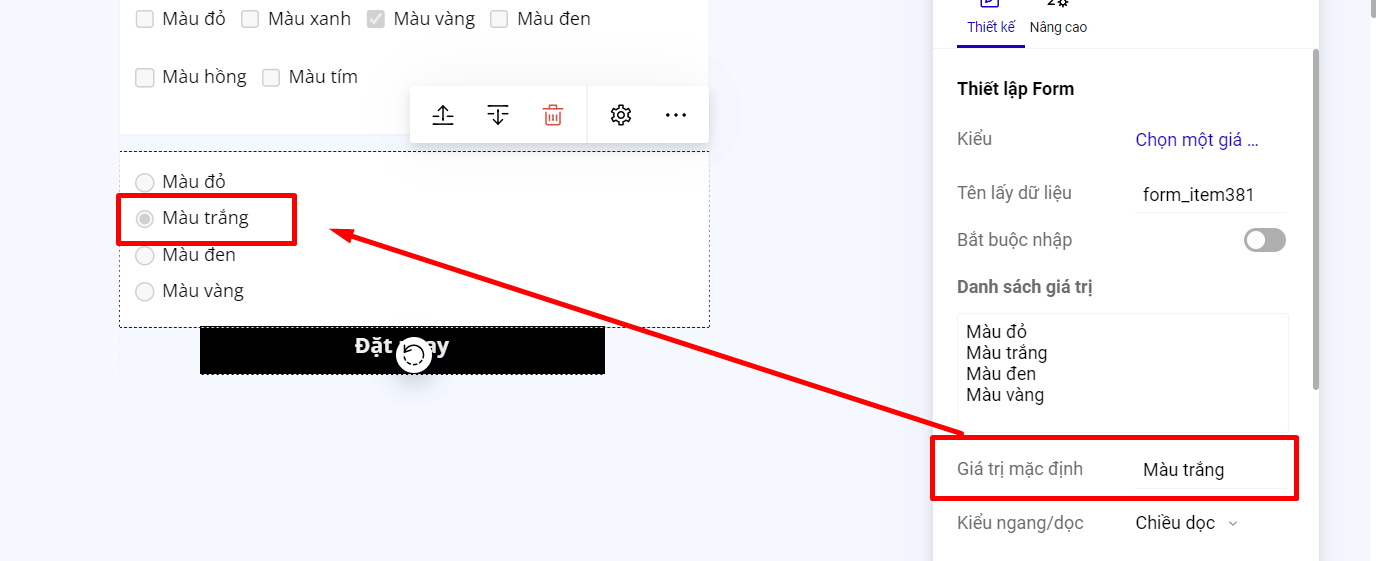 Màu đỏ Màu xanh Màu vàng Màu đen
Màu hồng Màu tím
Màu đỏ
Màu trắng
Màu đen
Màu vàng
Đặt
Thiết kế Nâng cao
Thiết lập Form
Kiểu Chọn một giá ...
Tên lấy dữ liệu form_item381
Bắt buộc nhập
Danh sách giá trị
Màu đỏ
Màu trắng
Màu đen
Màu vàng
Giá trị mặc định Màu trắng
Kiểu ngang/dọc Chiều dọc